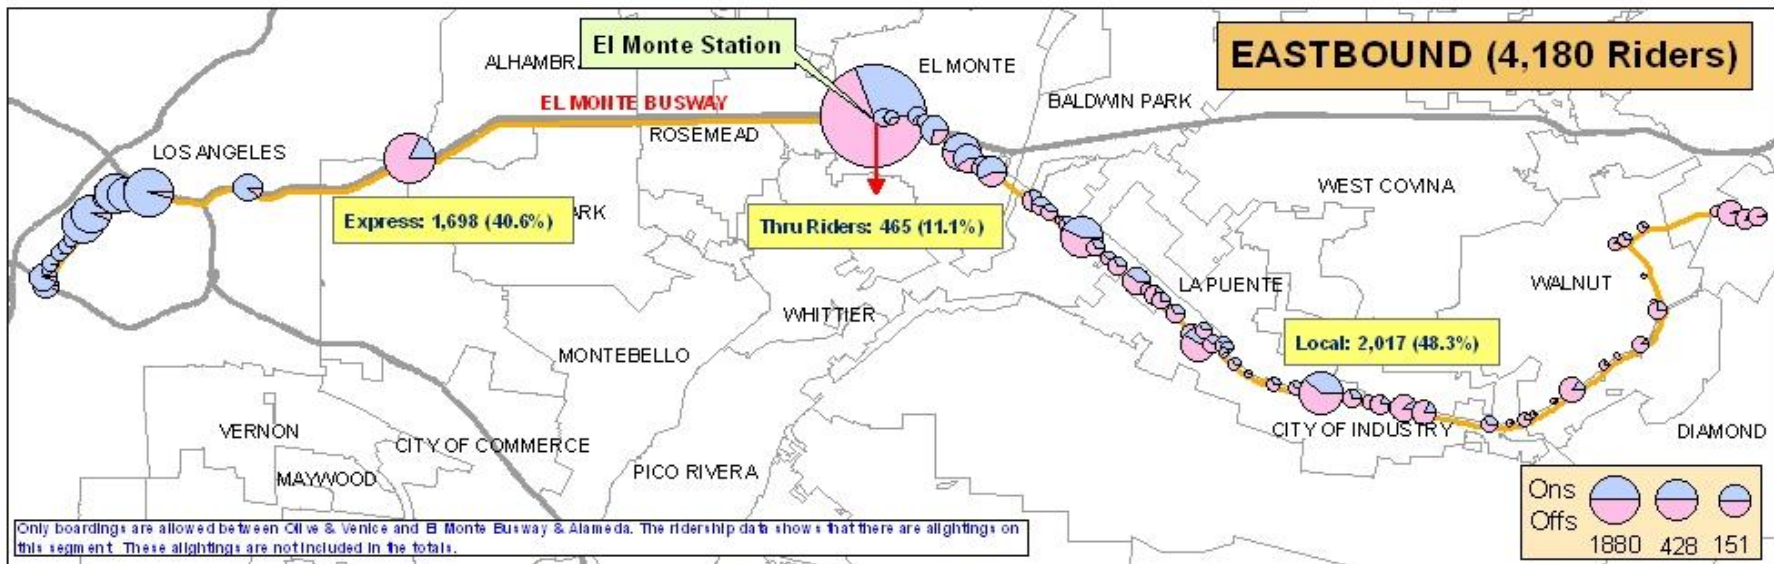 El Monte Station
EASTBOUND (4,180 Riders)
ALHAMBR
EL MONTE
EL MONTE BUSWAY
BALDWIN PARK
ROSEMEAD
LOS ANGELES
WEST COVINA
Express: 1,698 (40.6%)
ARK
Thru Riders: 465 (11.1%)
LA PUENTE
WALNUT
WHITTIER
Local: 2,017 (48.3%)
MONTEBELLO
VERNON
CITY OF COMMERCE
CITY OF INDUSTRY
DIAMOND
MAYWOOD
PICO RIVERA
Ons
Offs
1880 428 151
Only boardings are allowed between Olive & Venice and El Monte Busway & Alameda. The ridership data shows that there are alightings on
this segment. These alightings are not included in the totals.